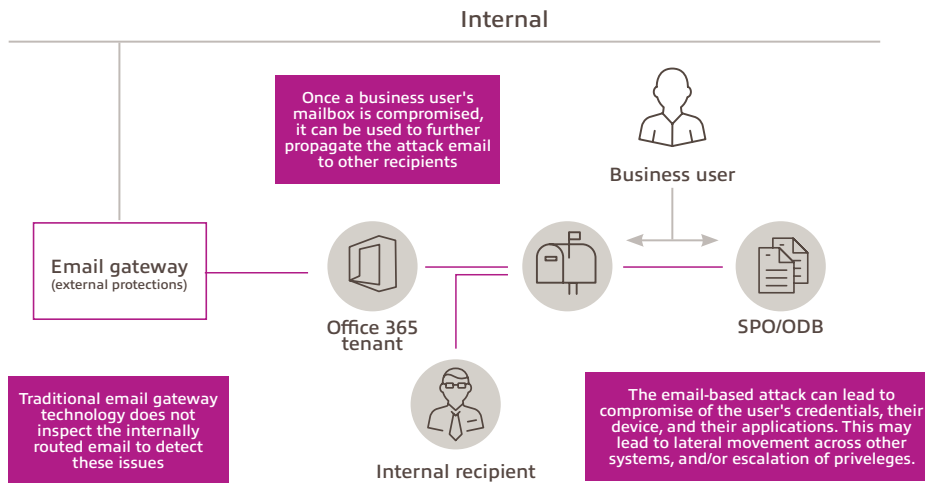 Internal
Once a business user's
mailbox is compromised,
it can be used to further
propagate the attack email
to other recipients
Business user
Email gateway
(external protections)
Office 365
tenant
SPO/ODB
Traditional email gateway
technology does not
inspect the internally
routed email to detect
these issues
Internal recipient
The email-based attack can lead to
compromise of the user's credentials, their
device, and their applications. This may
lead to lateral movement across other
systems, and/or escalation of priveleges.